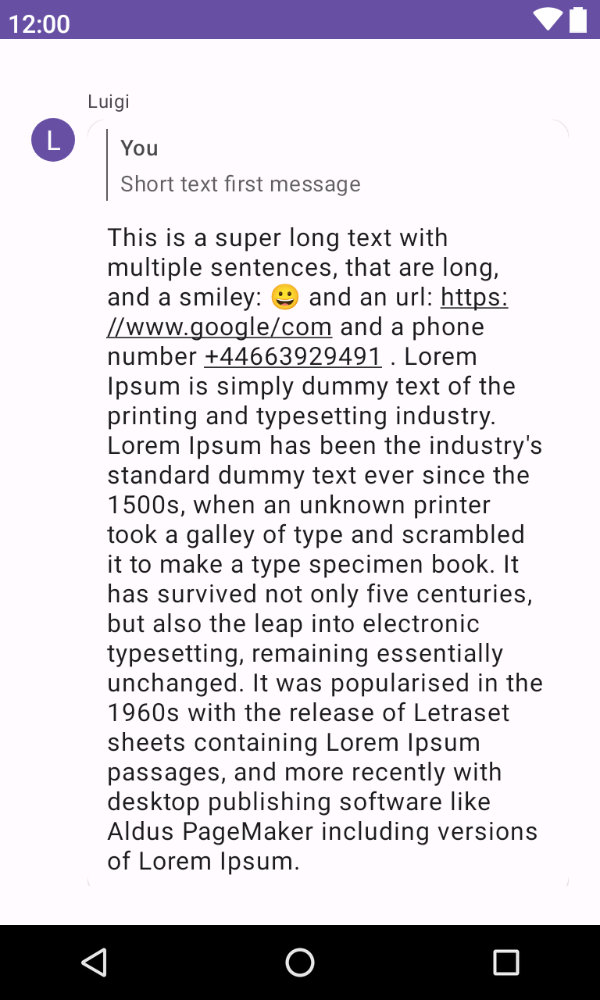 12:00
Luigi
L
You
Short text first message
This is a super long text with
multiple sentences, that are long,
and a smiley: 😀 and an url: https:
//www.google/com and a phone
number +44663929491 . Lorem
Ipsum is simply dummy text of the
printing and typesetting industry.
Lorem Ipsum has been the industry's
standard dummy text ever since the
1500s, when an unknown printer
took a galley of type and scrambled
it to make a type specimen book. It
has survived not only five centuries,
but also the leap into electronic
typesetting, remaining essentially
unchanged. It was popularised in the
1960s with the release of Letraset
sheets containing Lorem Ipsum
passages, and more recently with
desktop publishing software like
Aldus PageMaker including versions
of Lorem Ipsum.